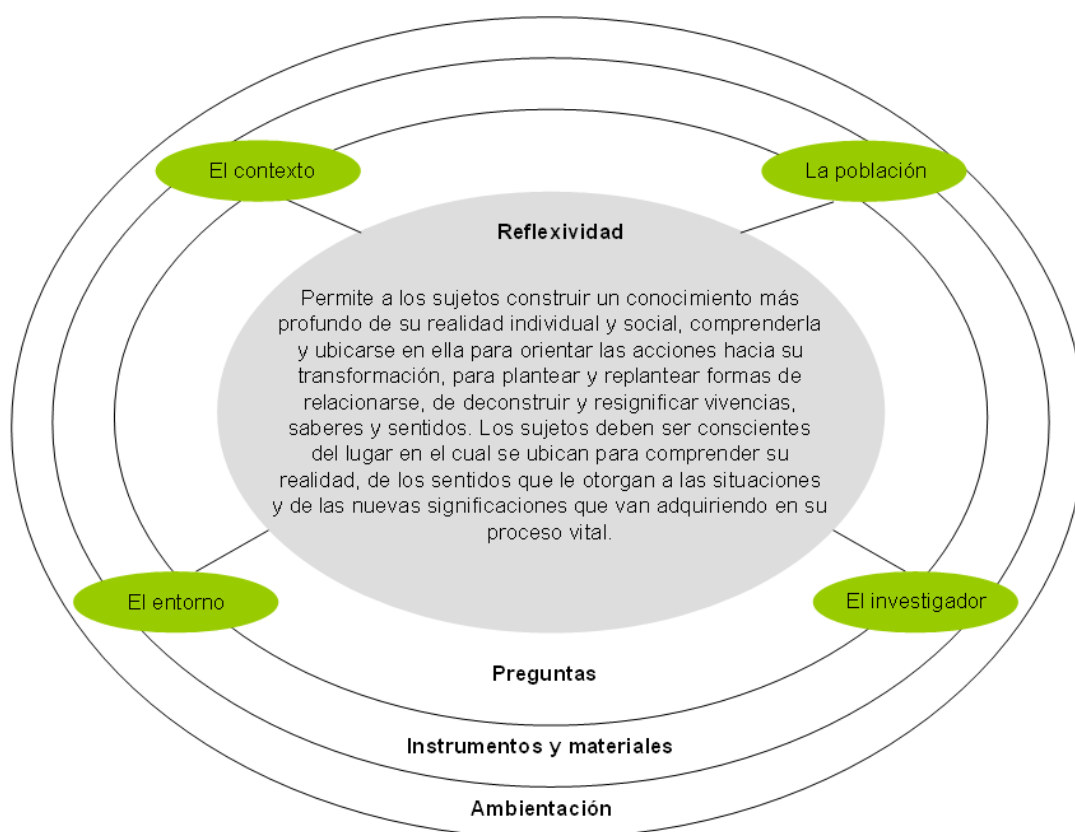 El contexto
La población
Reflexividad
Permite a los sujetos construir un conocimiento más
profundo de su realidad individual y social, comprenderla
y ubicarse en ella para orientar las acciones hacia su
transformación, para plantear y replantear formas de
relacionarse, de deconstruir y resignificar vivencias,
saberes y sentidos. Los sujetos deben ser conscientes
del lugar en el cual se ubican para comprender su
realidad, de los sentidos que le otorgan a las situaciones
y de las nuevas significaciones que van adquiriendo en su
proceso vital.
El entorno
El investigador
Preguntas
Instrumentos y materiales
Ambientación